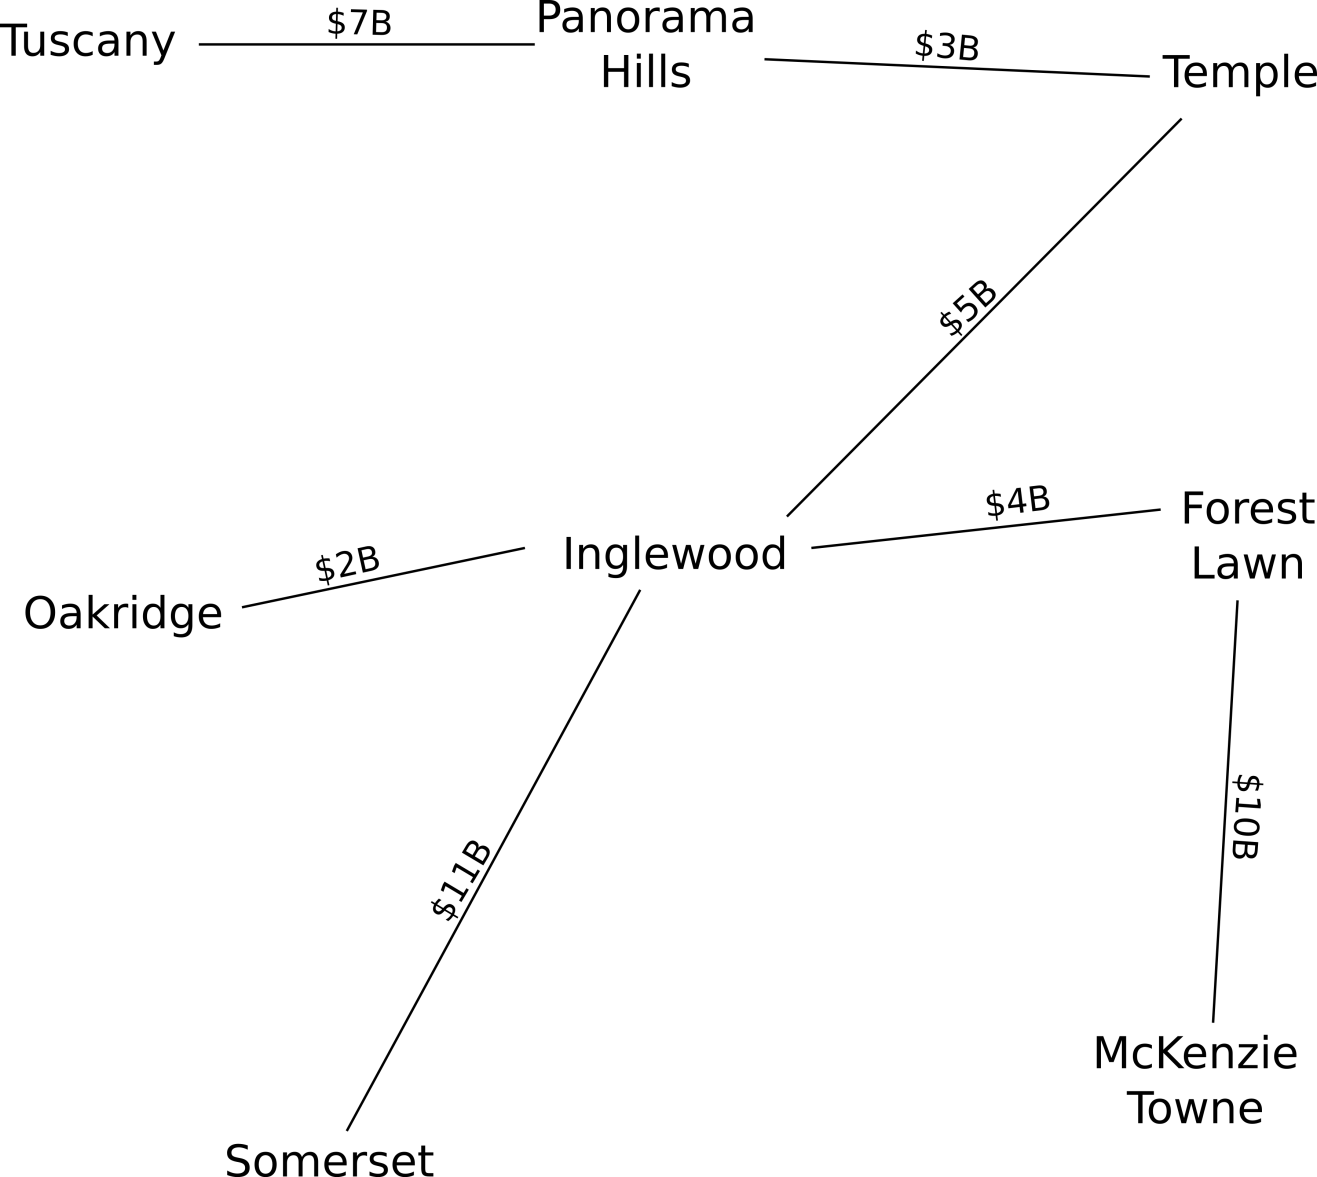 Tuscany
$7B
Panorama
Hills
$3B
Temple
$5B
$4B
Forest
Lawn
Inglewood
$2B
Oakridge
$10B
$11B
McKenzie
Towne
Somerset